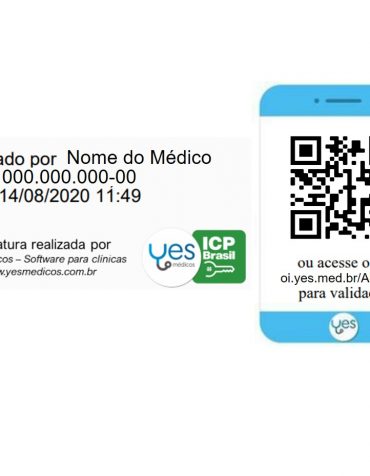 ado por Nome do Médico
000.000.000-00
14/08/2020 11:49
atura realizada por
cos – Software para clínicas
w.yesmedicos.com.br
yes
médicos
ICP
Brasil
ou acesse o
oi.yes.med.br/A
para valida
yes